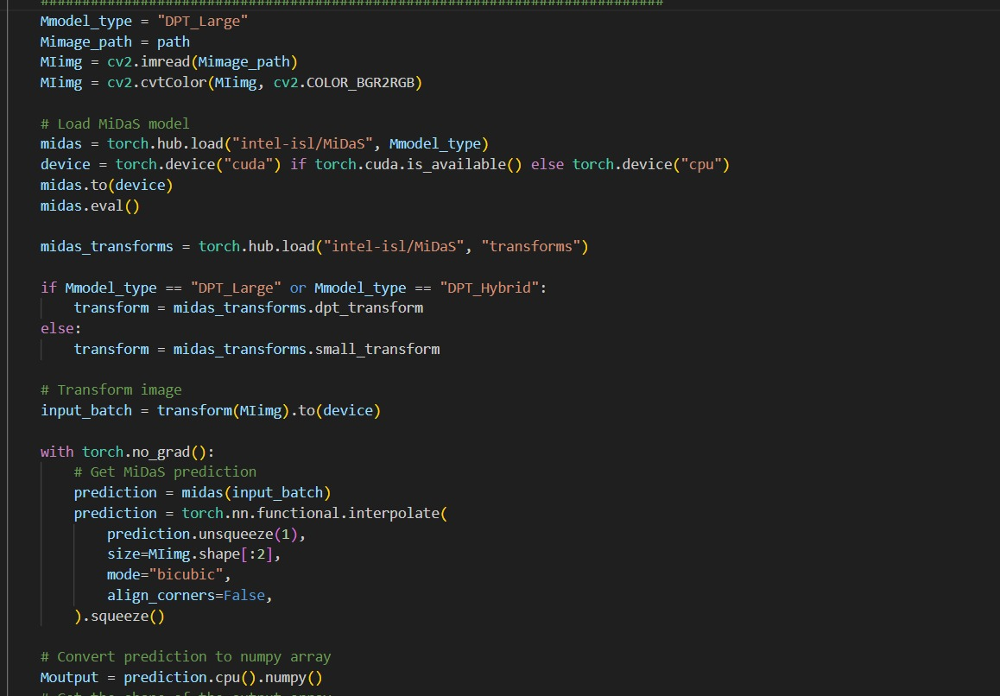 ###########################################################################
Mmodel_type = "DPT_Large"
Mimage_path = path
MIimg = cv2.imread(Mimage_path)
MIimg = cv2.cvtColor(MIimg, cv2.COLOR_BGR2RGB)

# Load MiDaS model
midas = torch.hub.load("intel-isl/MiDaS", Mmodel_type)
device = torch.device("cuda") if torch.cuda.is_available() else torch.device("cpu")
midas.to(device)
midas.eval()

midas_transforms = torch.hub.load("intel-isl/MiDaS", "transforms")

if Mmodel_type == "DPT_Large" or Mmodel_type == "DPT_Hybrid":
    transform = midas_transforms.dpt_transform
else:
    transform = midas_transforms.small_transform

# Transform image
input_batch = transform(MIimg).to(device)

with torch.no_grad():
    # Get MiDaS prediction
    prediction = midas(input_batch)
    prediction = torch.nn.functional.interpolate(
        prediction.unsqueeze(1),
        size=MIimg.shape[:2],
        mode="bicubic",
        align_corners=False,
    ).squeeze()

# Convert prediction to numpy array
Moutput = prediction.cpu().numpy()
# Get the shape of the output array